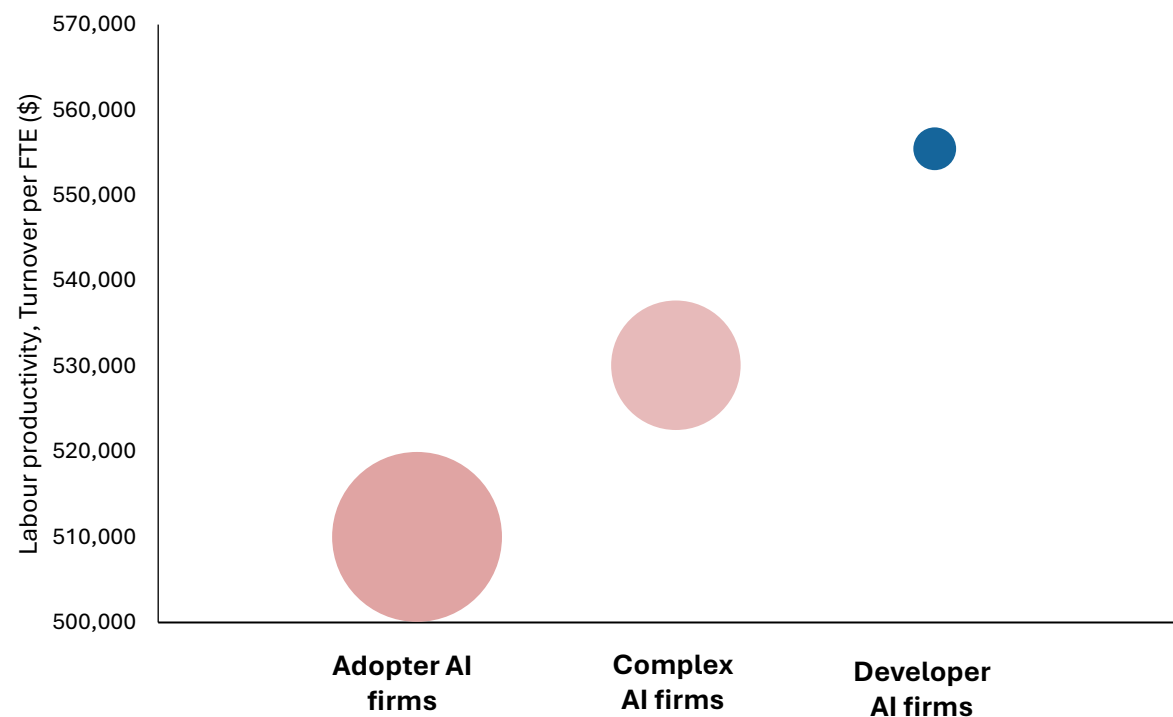 Labour productivity, Turnover per FTE ($)
570,000
560,000
550,000
540,000
530,000
520,000
510,000
500,000
Adopter AI
firms
Complex
AI firms
Developer
AI firms